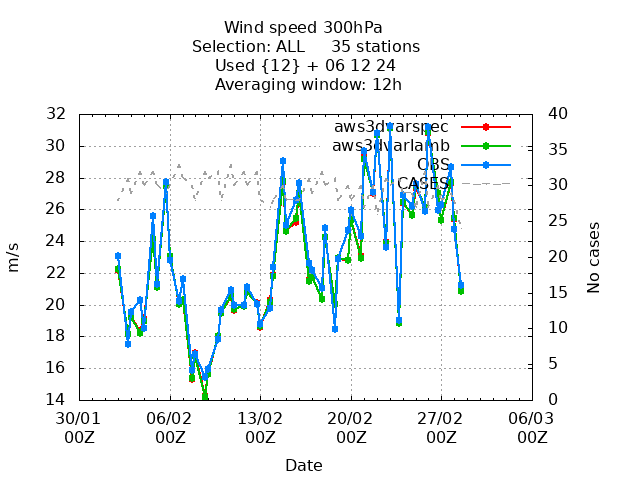 Wind speed 300hPa
Selection: ALL 35 stations
Used {12} + 06 12 24
Averaging window: 12h
32
30
28
26
24
22
20
18
16
14
m/s
40
35
30
25
20
15
10
5
0
No cases
aws3dvarspec
aws3dvarlamb
OBS
CASES
30/01 06/02 13/02 20/02 27/02 06/03
00Z 00Z 00Z 00Z 00Z 00Z
Date